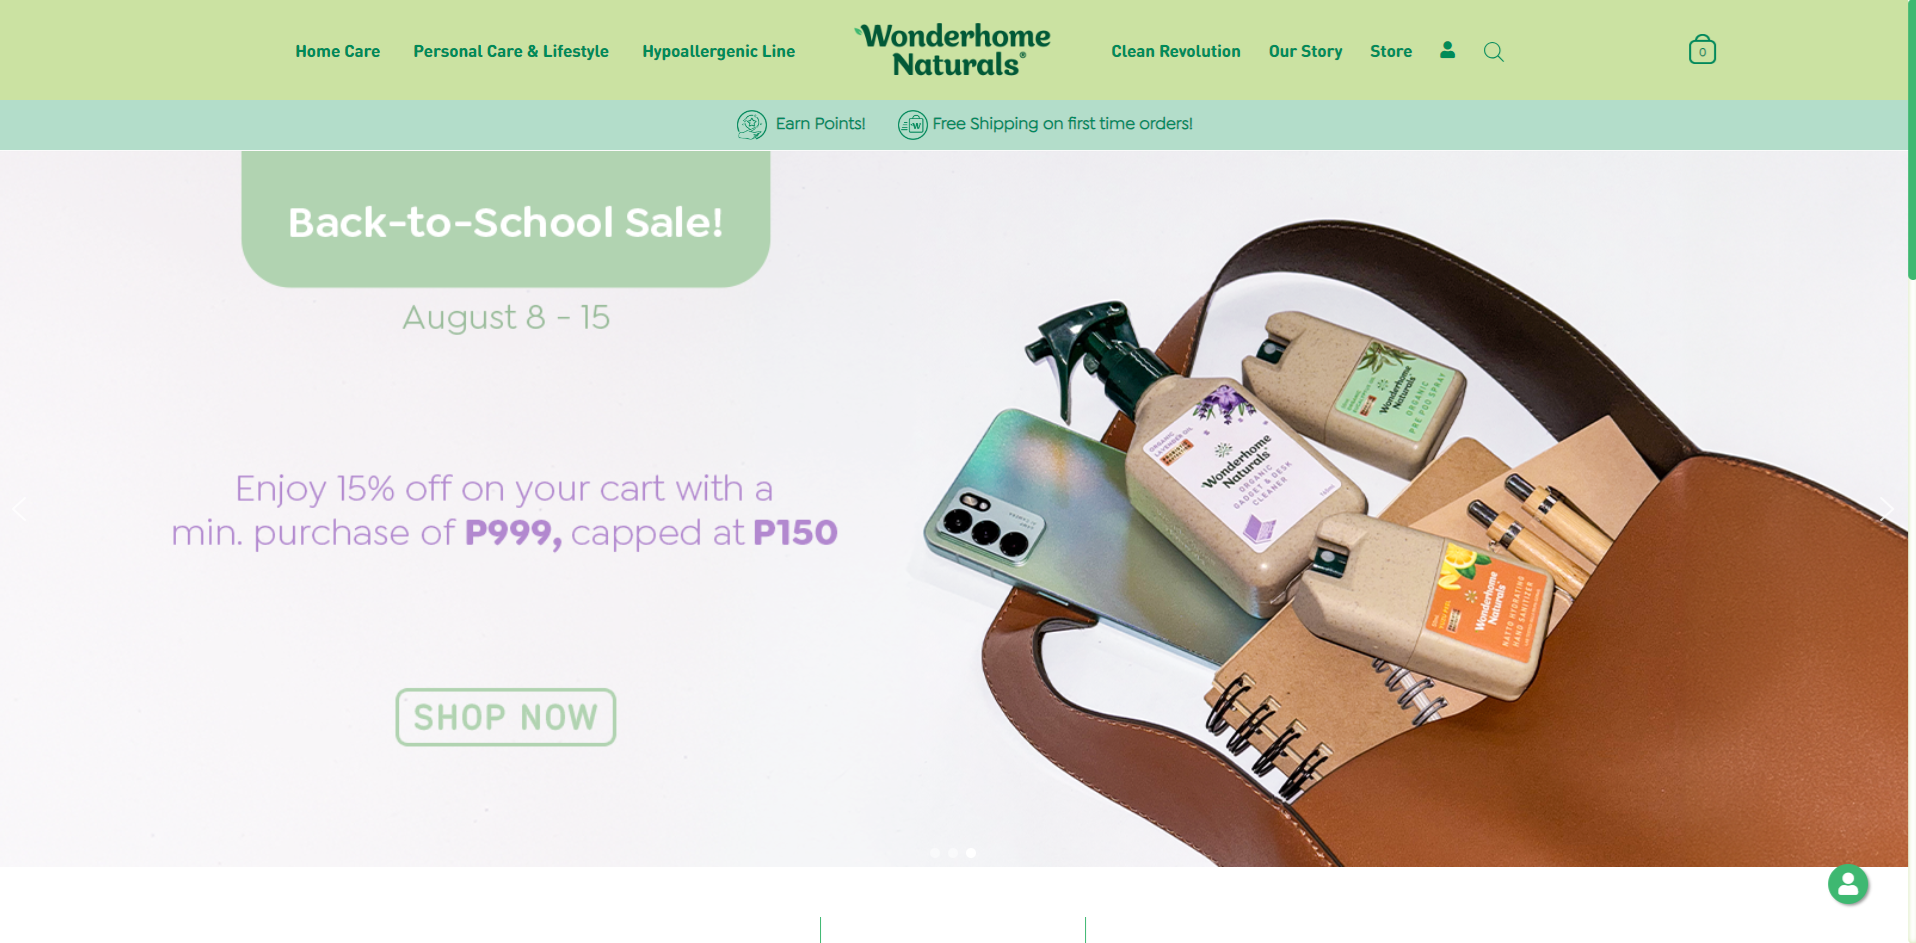 Home Care
Personal Care & Lifestyle
Hypoallergenic Line
Wonderhome
Naturals®
Clean Revolution
Our Story
Store
0
Earn Points!
Free Shipping on first time orders!
Back-to-School Sale!
August 8 - 15
Enjoy 15% off on your cart with a
min. purchase of P999, capped at P150
SHOP NOW
Wonderhome
Naturals
ORGANIC
PRE POO SPRAY
ORGANIC
LAVENDER OIL
Wonderhome
Naturals
ORGANIC
GADGET & DESK
CLEANER
Wonderhome
Naturals
NATTO HYDRATING
HAND SANITIZER